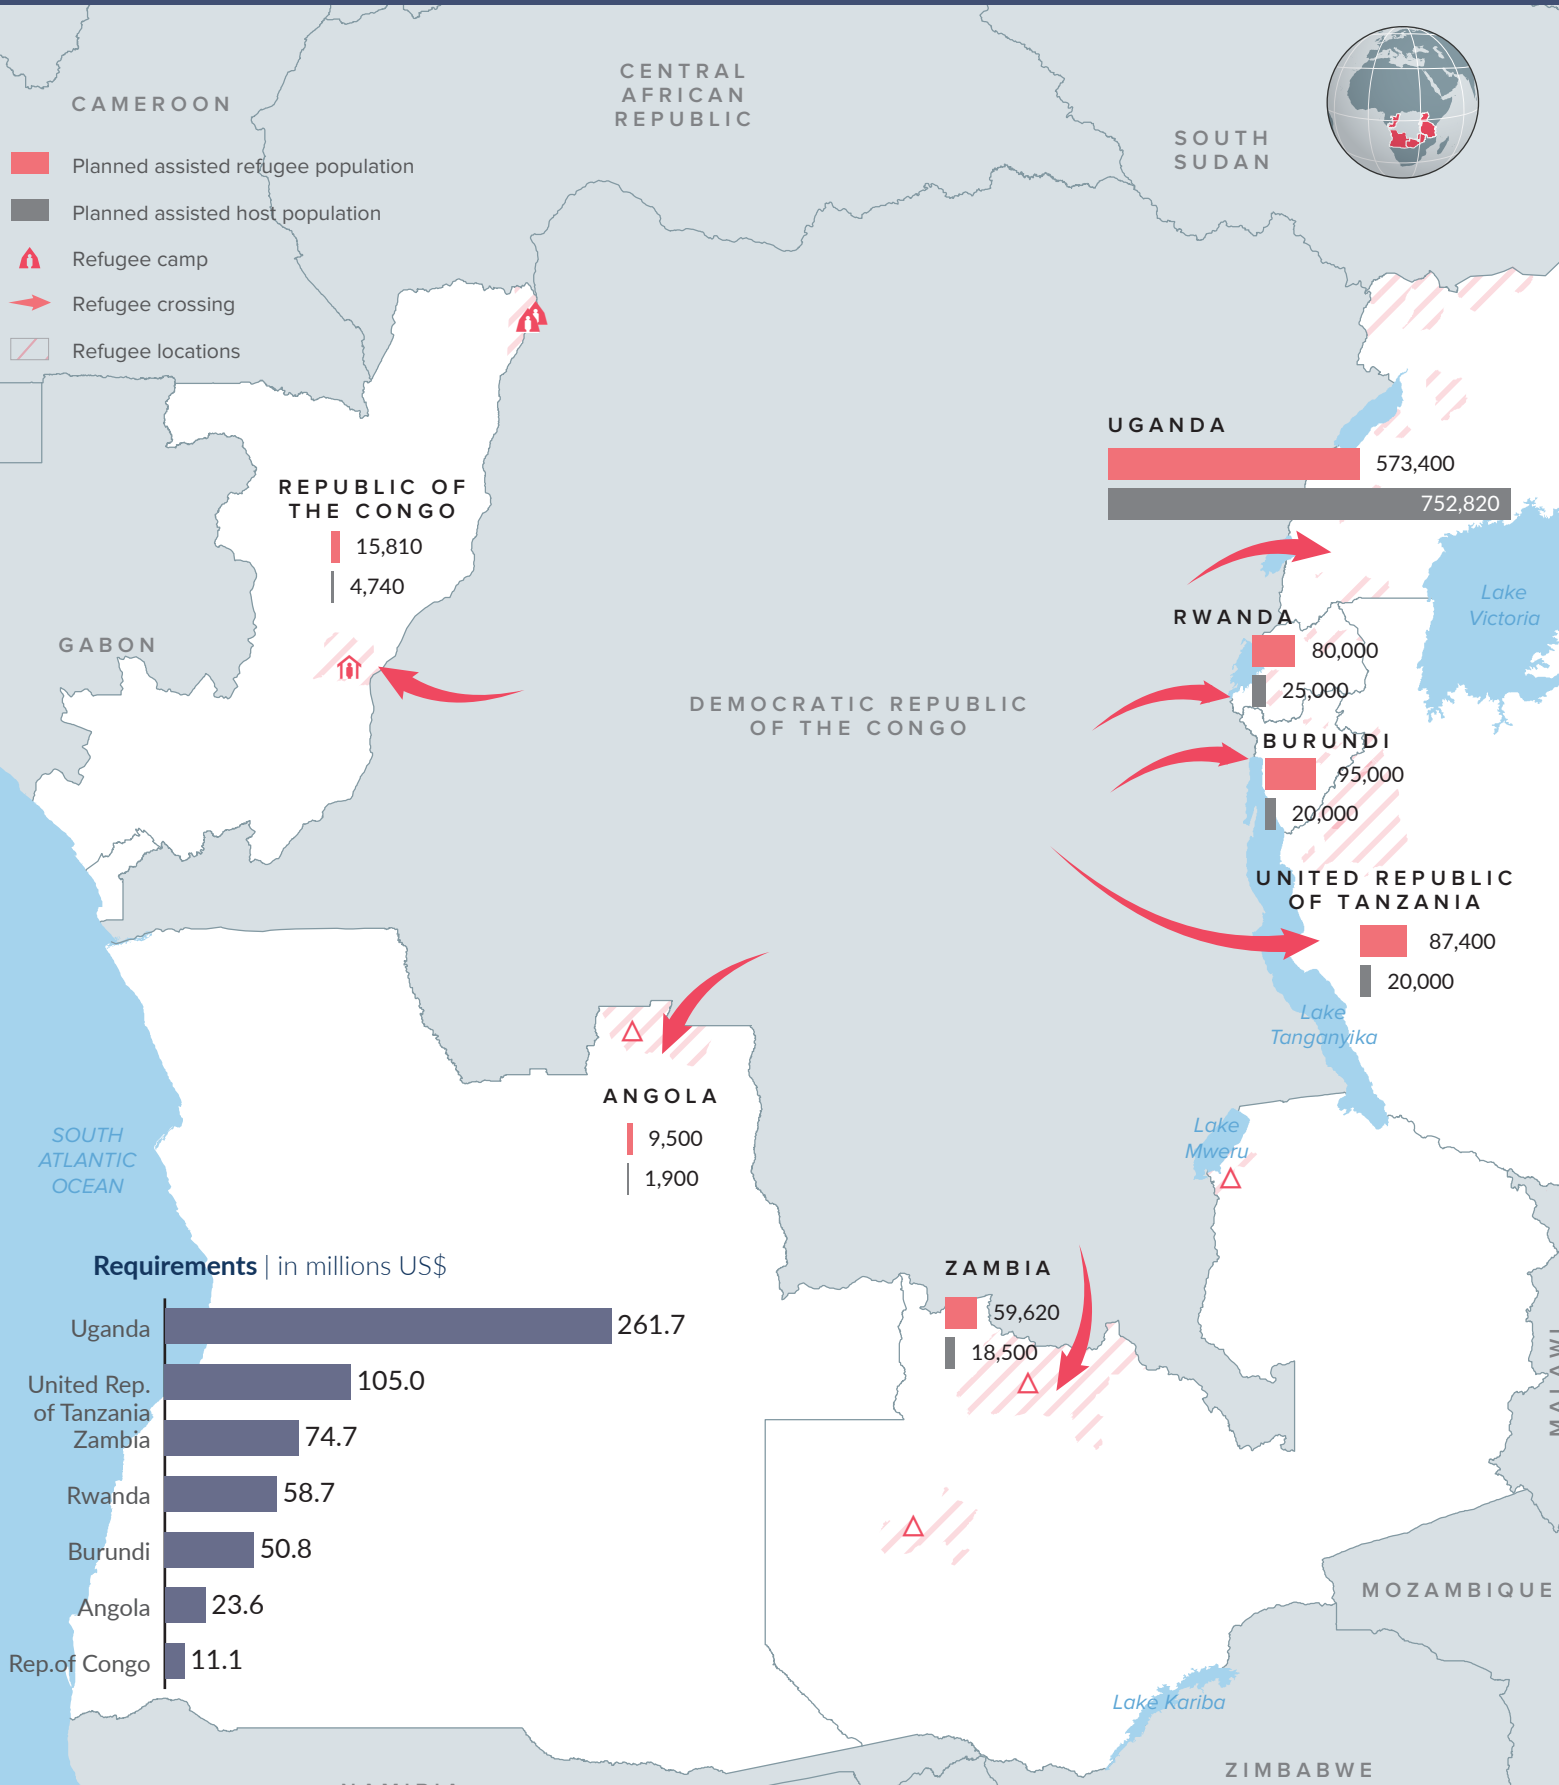 CAMEROON
CENTRAL
AFRICAN
REPUBLIC
SOUTH
SUDAN
Planned assisted refugee population
Planned assisted host population
Refugee camp
Refugee crossing
Refugee locations
UGANDA
573,400
752,820
REPUBLIC OF
THE CONGO
15,810
4,740
GABON
Lake
Victoria
RWANDA
80,000
25,000
DEMOCRATIC REPUBLIC
OF THE CONGO
BURUNDI
95,000
20,000
UNITED REPUBLIC
OF TANZANIA
87,400
20,000
Lake
Tanganyika
ANGOLA
9,500
1,900
SOUTH
ATLANTIC
OCEAN
Lake
Mweru
ZAMBIA
59,620
18,500
MALAWI
Requirements | in millions US$
Uganda 261.7
United Rep.
of Tanzania 105.0
Zambia 74.7
Rwanda 58.7
Burundi 50.8
Angola 23.6
Rep.of Congo 11.1
MOZAMBIQUE
Lake Kariba
ZIMBABWE